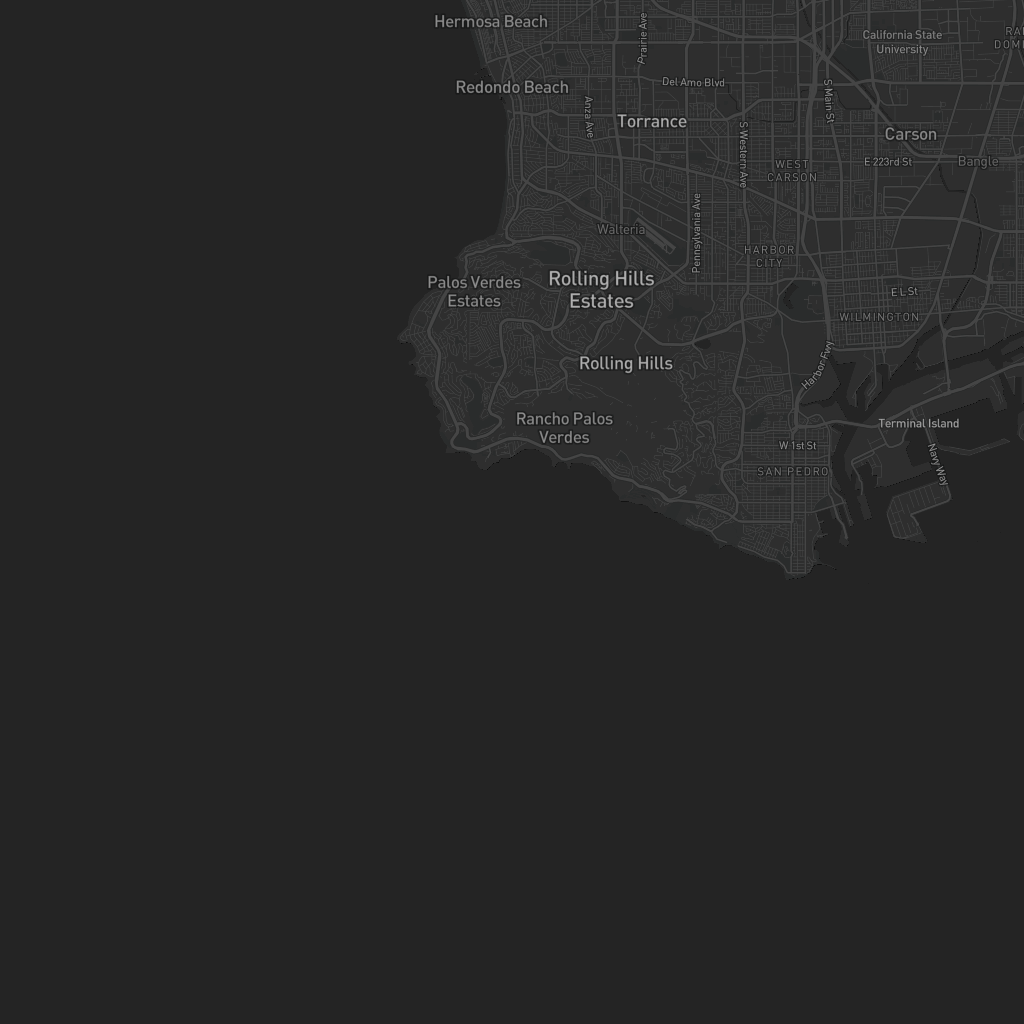 Hermosa Beach
Prairie Ave
California State
University
Redondo Beach
Del Amo Blvd
S Main St
Anza Ave
Torrance
S Western Ave
Carson
WEST
CARSON
E 223rd St
Bangle
Pennsylvania Ave
Walteria
HARBOR
CITY
Palos Verdes
Estates
Rolling Hills
Estates
E L St
WILMINGTON
Rolling Hills
Harbor Fwy
Rancho Palos
Verdes
Terminal Island
W 1st St
Navy Way
SAN PEDRO